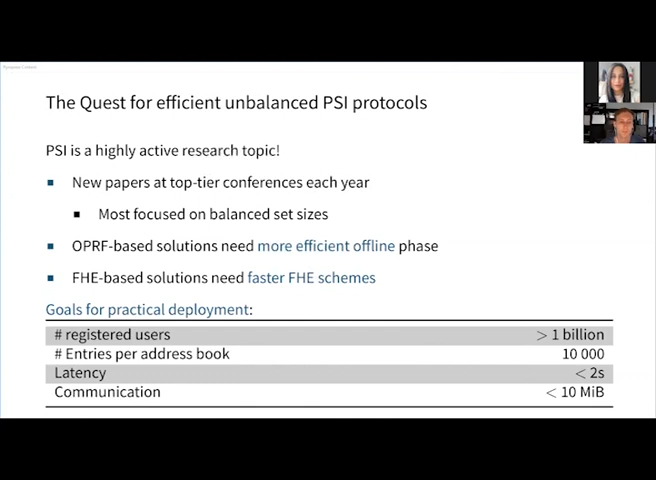 The Quest for efficient unbalanced PSI protocols
PSI is a highly active research topic!
▪ New papers at top-tier conferences each year
▪ Most focused on balanced set sizes
▪ OPRF-based solutions need more efficient offline phase
▪ FHE-based solutions need faster FHE schemes
Goals for practical deployment:
# registered users > 1 billion
# Entries per address book 10 000
Latency < 2s
Communication < 10 MiB